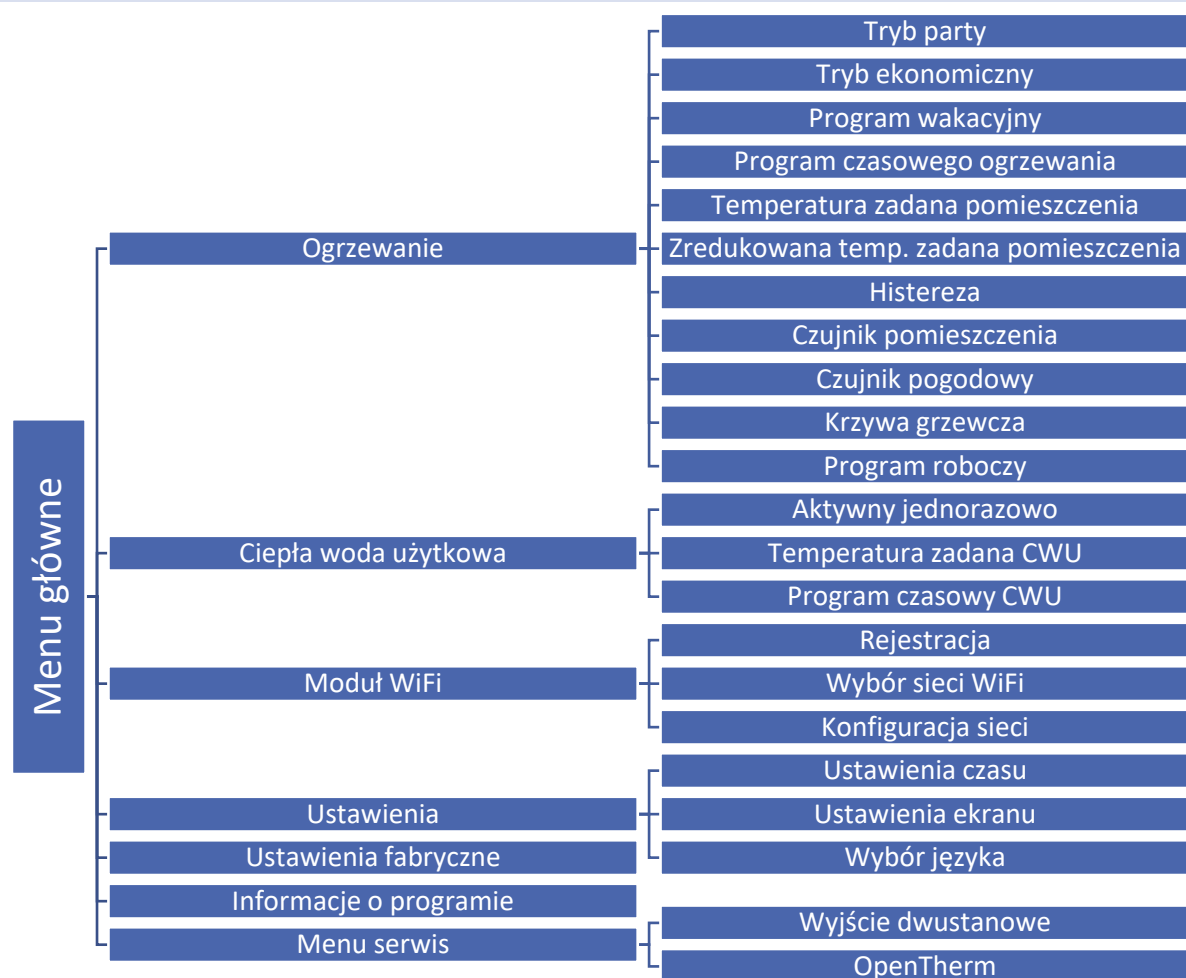 Menu główne
Ogrzewanie
Tryb party
Tryb ekonomiczny
Program wakacyjny
Program czasowego ogrzewania
Temperatura zadana pomieszczenia
Zredukowana temp. zadana pomieszczenia
Histereza
Czujnik pomieszczenia
Czujnik pogodowy
Krzywa grzewcza
Program roboczy
Ciepła woda użytkowa
Aktywny jednorazowo
Temperatura zadana CWU
Program czasowy CWU
Moduł WiFi
Rejestracja
Wybór sieci WiFi
Konfiguracja sieci
Ustawienia
Ustawienia czasu
Ustawienia ekranu
Wybór języka
Ustawienia fabryczne
Informacje o programie
Menu serwis
Wyjście dwustanowe
OpenTherm